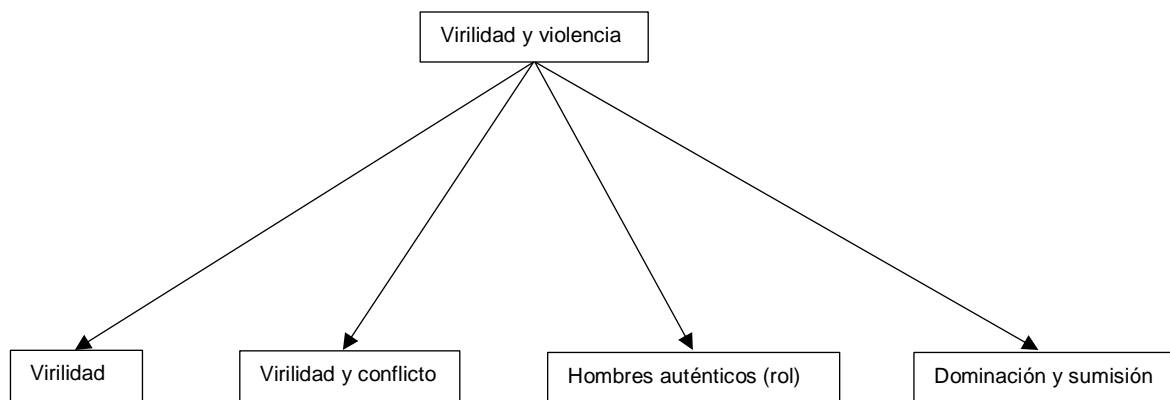 Virilidad y violencia
Virilidad
Virilidad y conflicto
Hombres auténticos (rol)
Dominación y sumisión